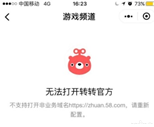 中国移动 4G 16:23 73%
游戏频道
无法打开转转官方
不支持打开非业务域名https://zhuan.58.com，请重新
配置。